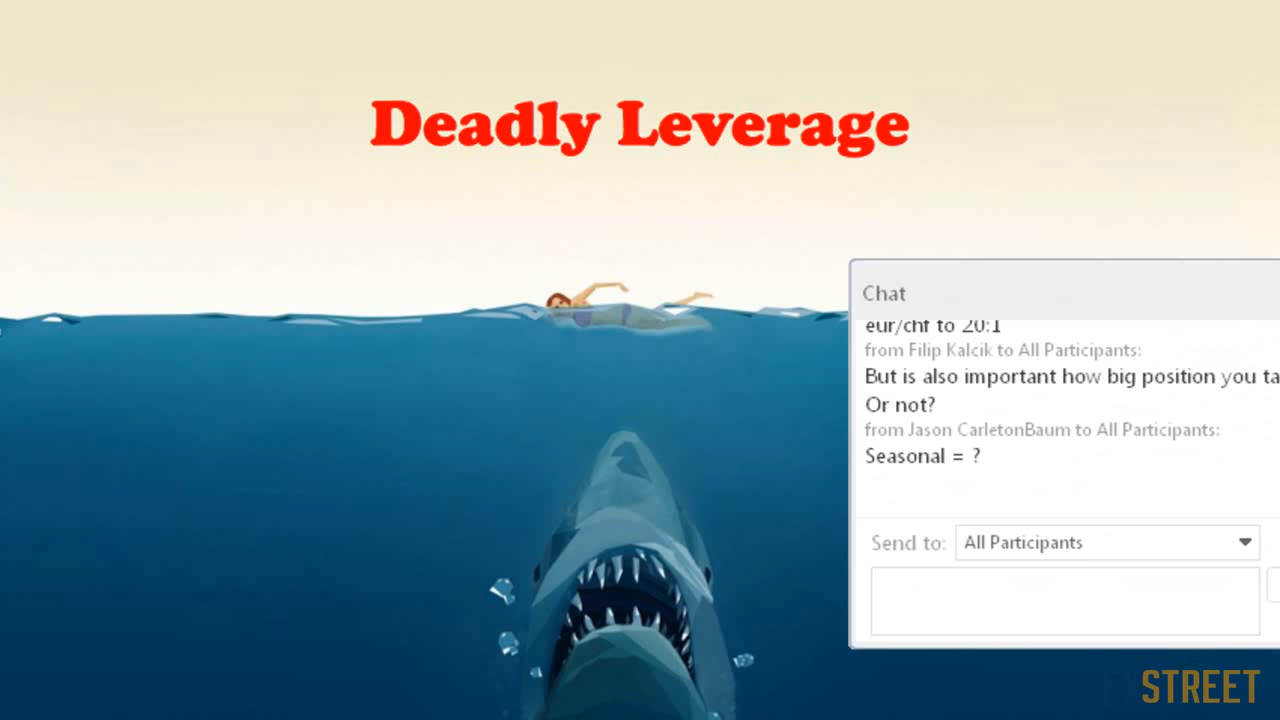 Deadly Leverage
Chat
eur/chf to 20:1
from Filip Kalcik to All Participants:
But is also important how big position you ta
Or not?
from Jason CarletonBaum to All Participants:
Seasonal = ?
Send to: All Participants
STREET